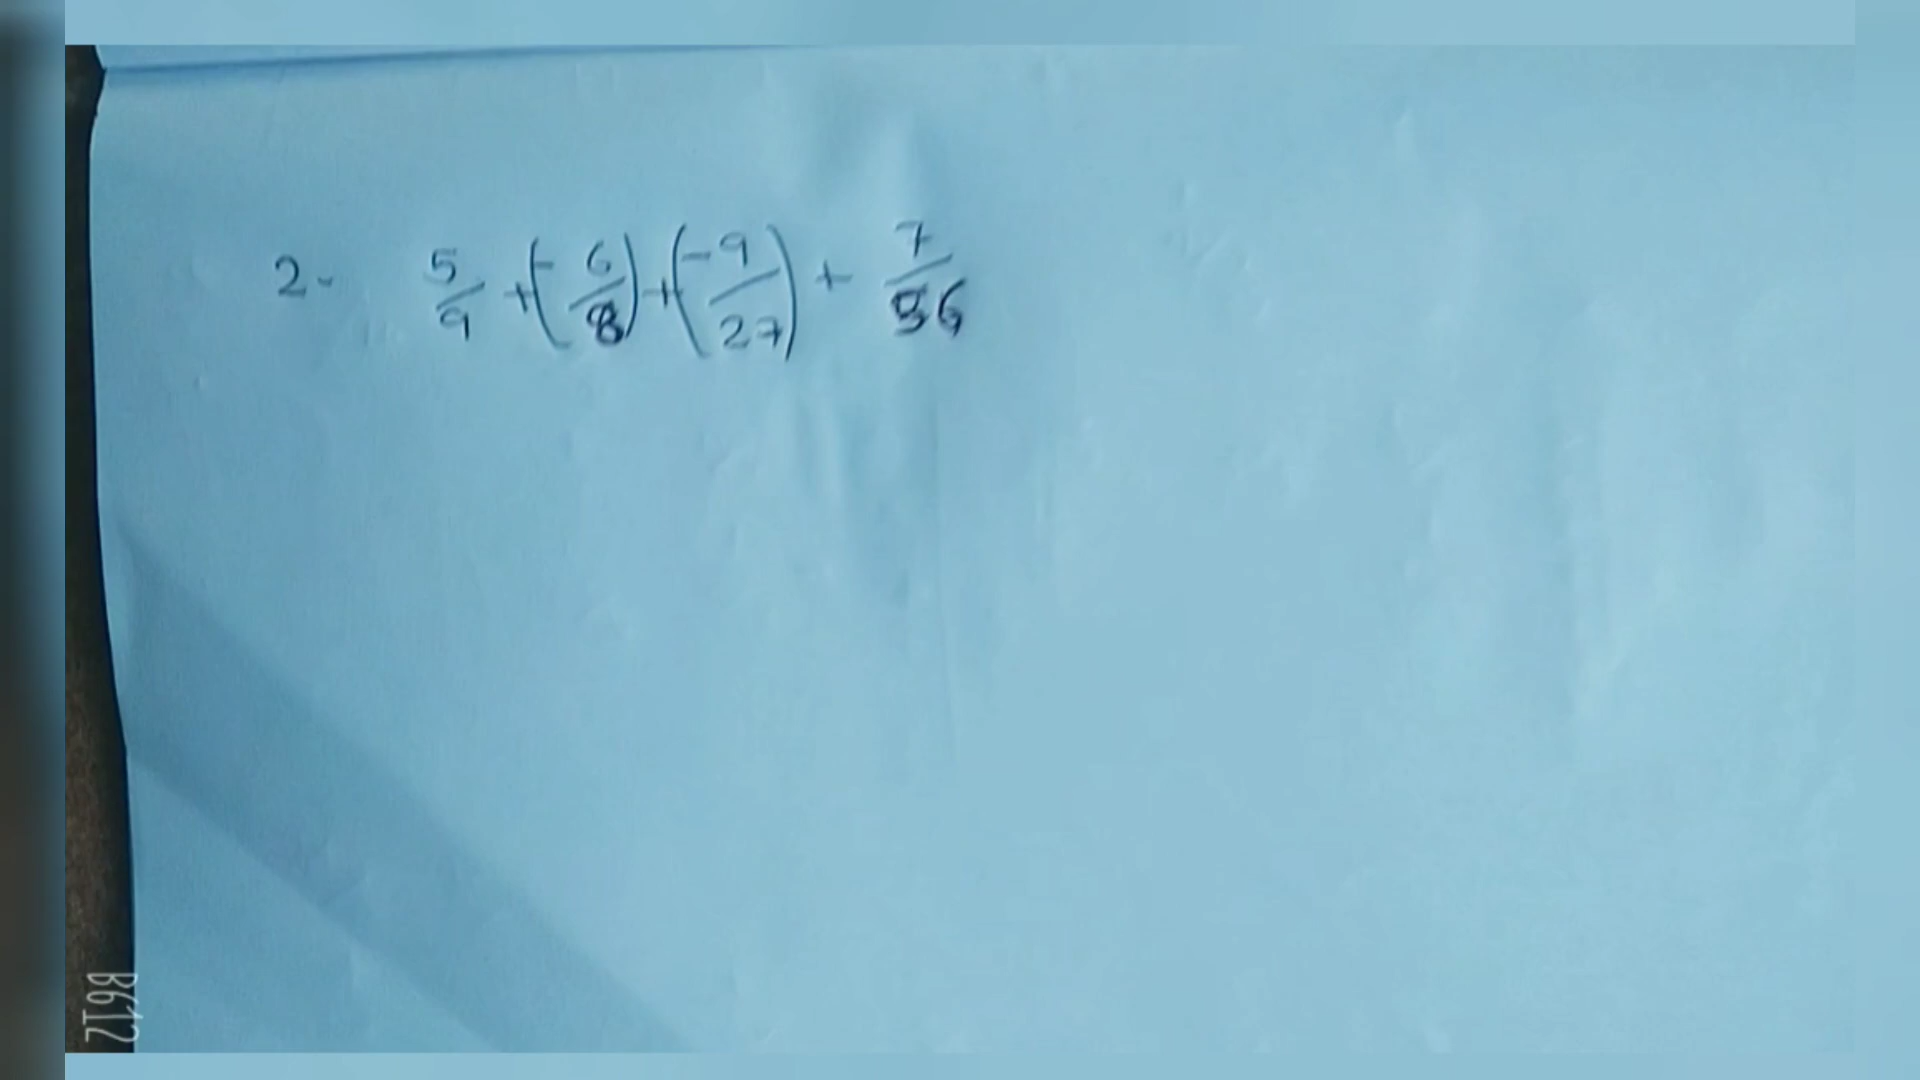 2- 5/9 + (-6/8) + (-9/27) + 7/56
B612